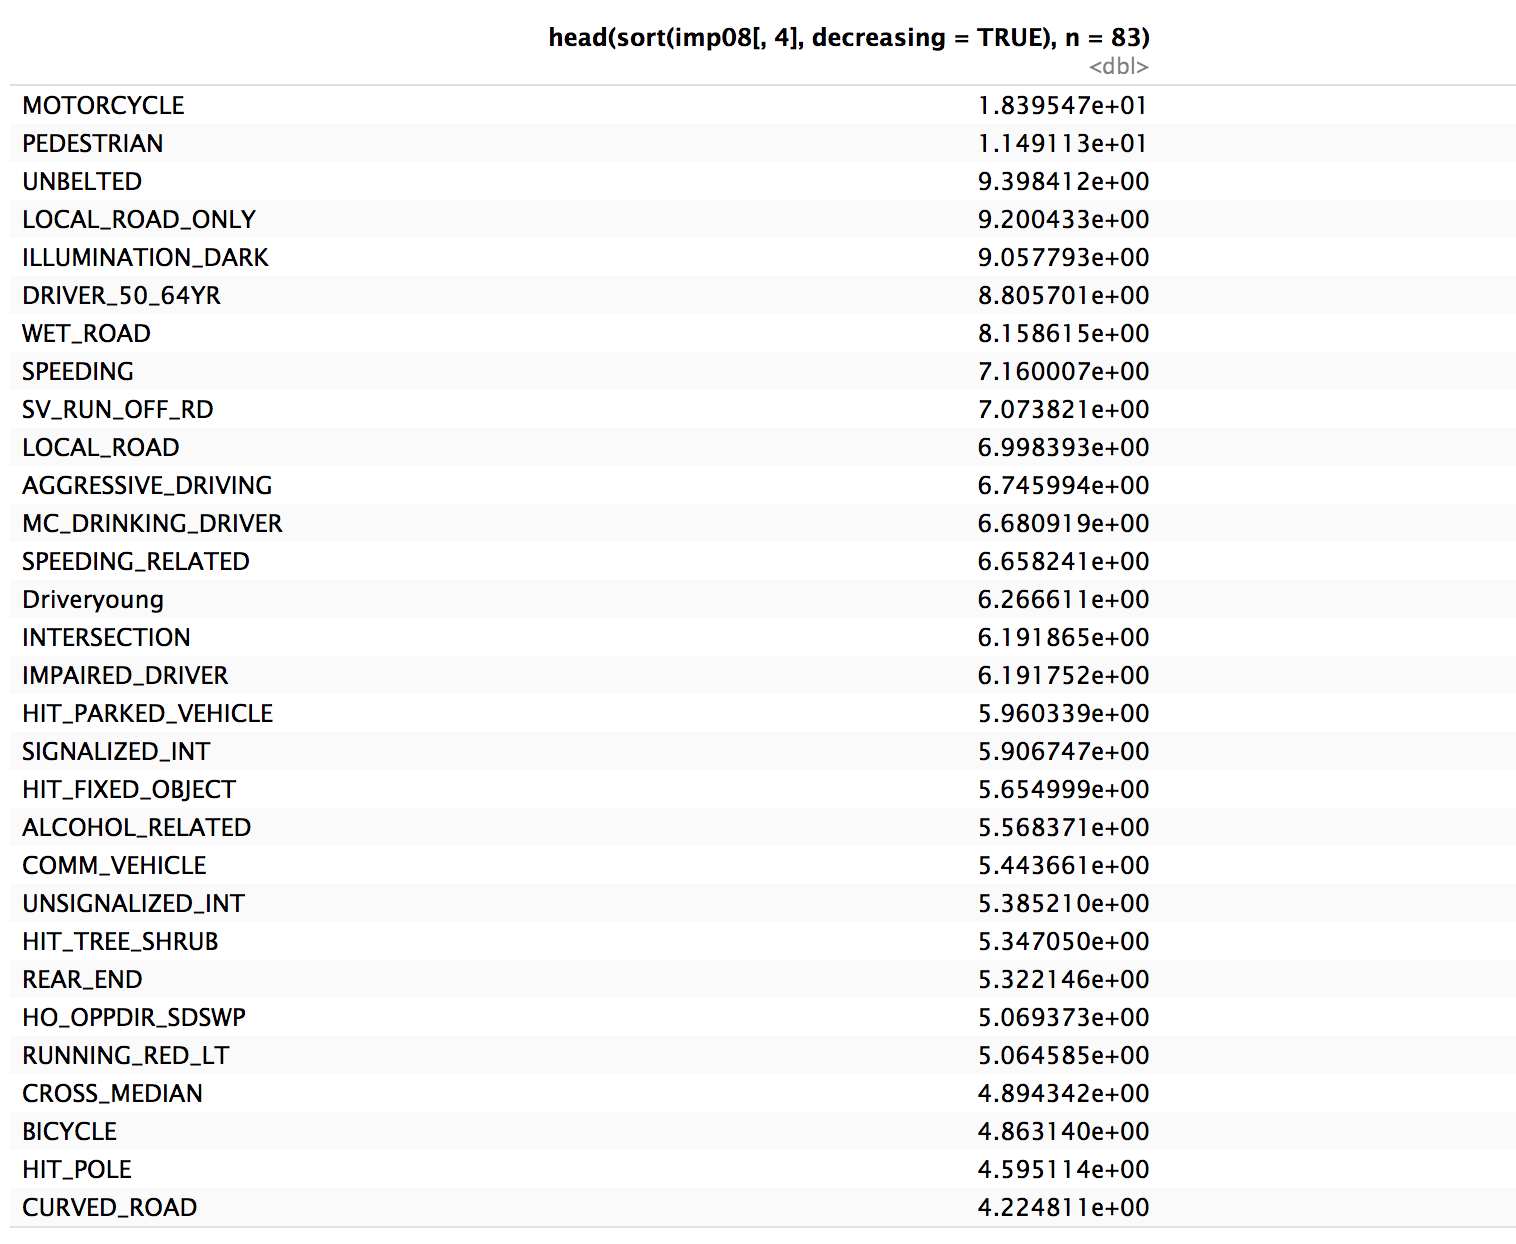 head(sort(imp08[, 4], decreasing = TRUE), n = 83)
<dbl>
MOTORCYCLE 1.839547e+01
PEDESTRIAN 1.149113e+01
UNBELTED 9.398412e+00
LOCAL_ROAD_ONLY 9.200433e+00
ILLUMINATION_DARK 9.057793e+00
DRIVER_50_64YR 8.805701e+00
WET_ROAD 8.158615e+00
SPEEDING 7.160007e+00
SV_RUN_OFF_RD 7.073821e+00
LOCAL_ROAD 6.998393e+00
AGGRESSIVE_DRIVING 6.745994e+00
MC_DRINKING_DRIVER 6.680919e+00
SPEEDING_RELATED 6.658241e+00
Driveryoung 6.266611e+00
INTERSECTION 6.191865e+00
IMPAIRED_DRIVER 6.191752e+00
HIT_PARKED_VEHICLE 5.960339e+00
SIGNALIZED_INT 5.906747e+00
HIT_FIXED_OBJECT 5.654999e+00
ALCOHOL_RELATED 5.568371e+00
COMM_VEHICLE 5.443661e+00
UNSIGNALIZED_INT 5.385210e+00
HIT_TREE_SHRUB 5.347050e+00
REAR_END 5.322146e+00
HO_OPPDIR_SDSWP 5.069373e+00
RUNNING_RED_LT 5.064585e+00
CROSS_MEDIAN 4.894342e+00
BICYCLE 4.863140e+00
HIT_POLE 4.595114e+00
CURVED_ROAD 4.224811e+00